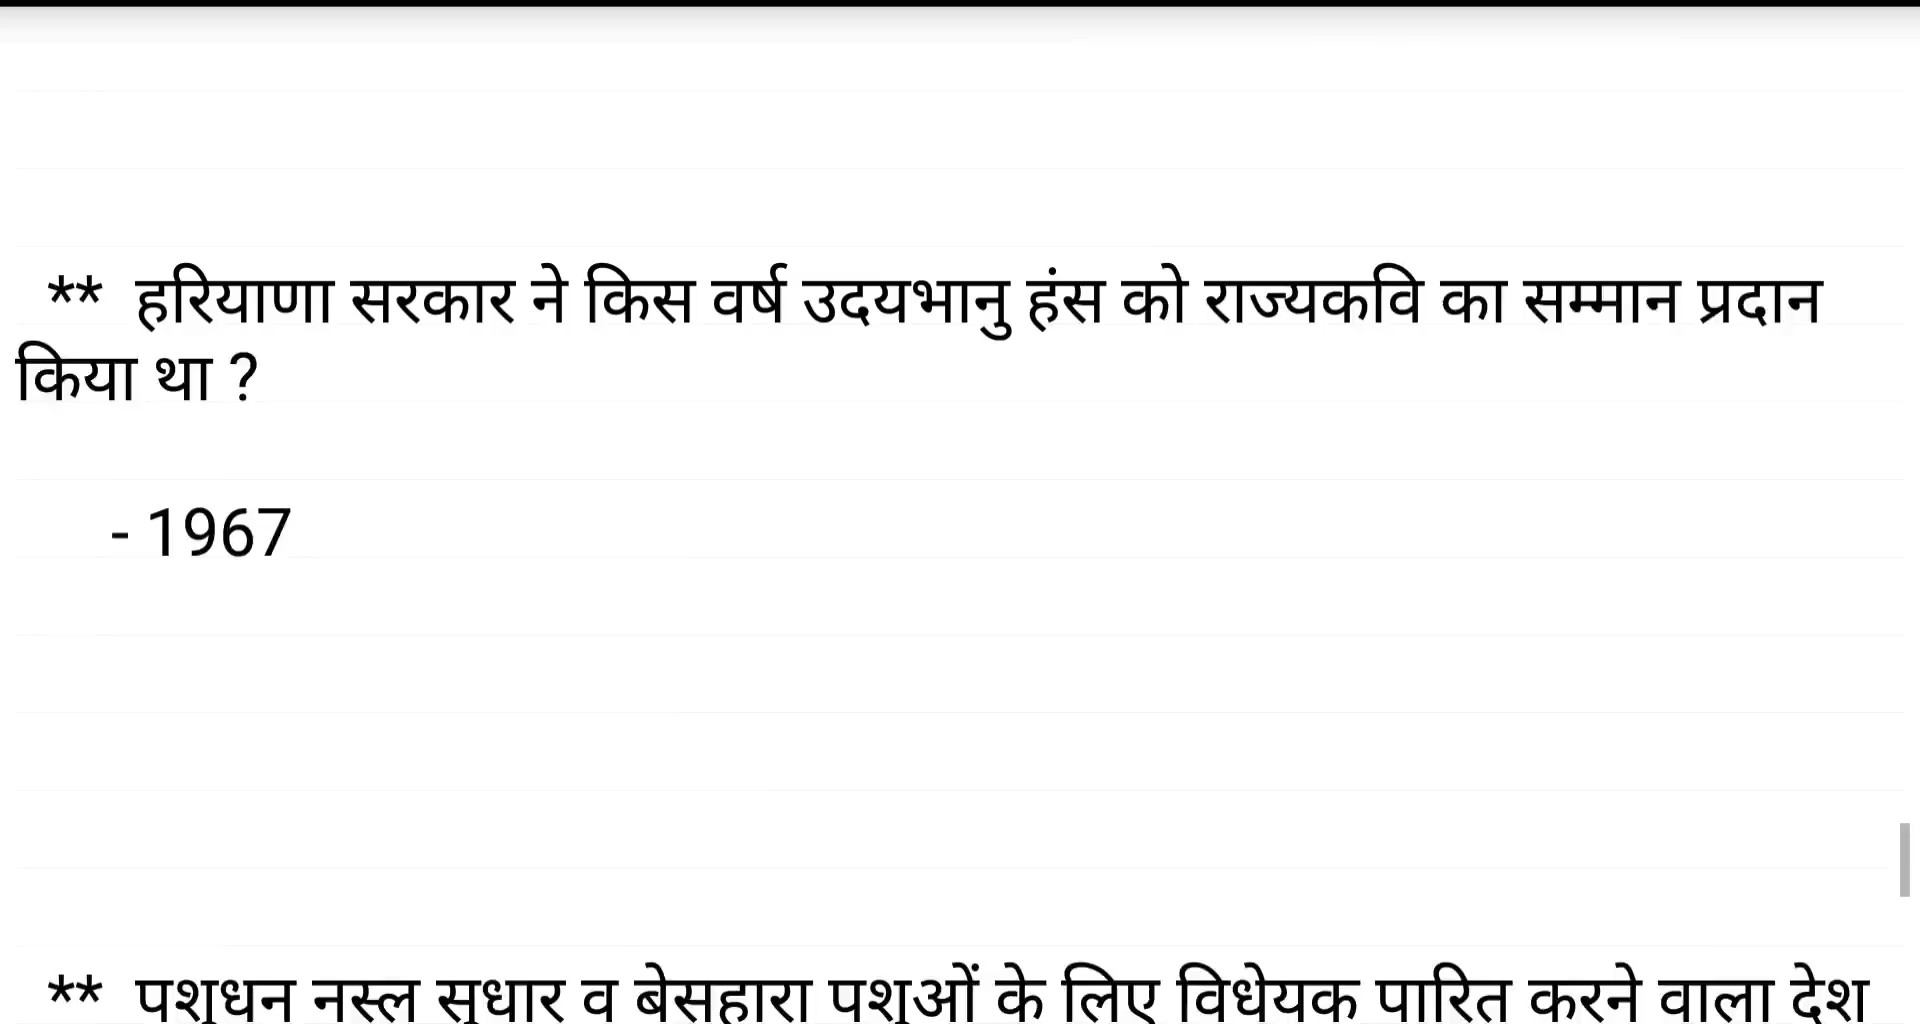 ** हरियाणा सरकार ने किस वर्ष उदयभानु हंस को राज्यकवि का सम्मान प्रदान
किया था ?
- 1967
** पशुधन नस्ल सुधार व बेसहारा पशुओं के लिए विधेयक पारित करने वाला देश